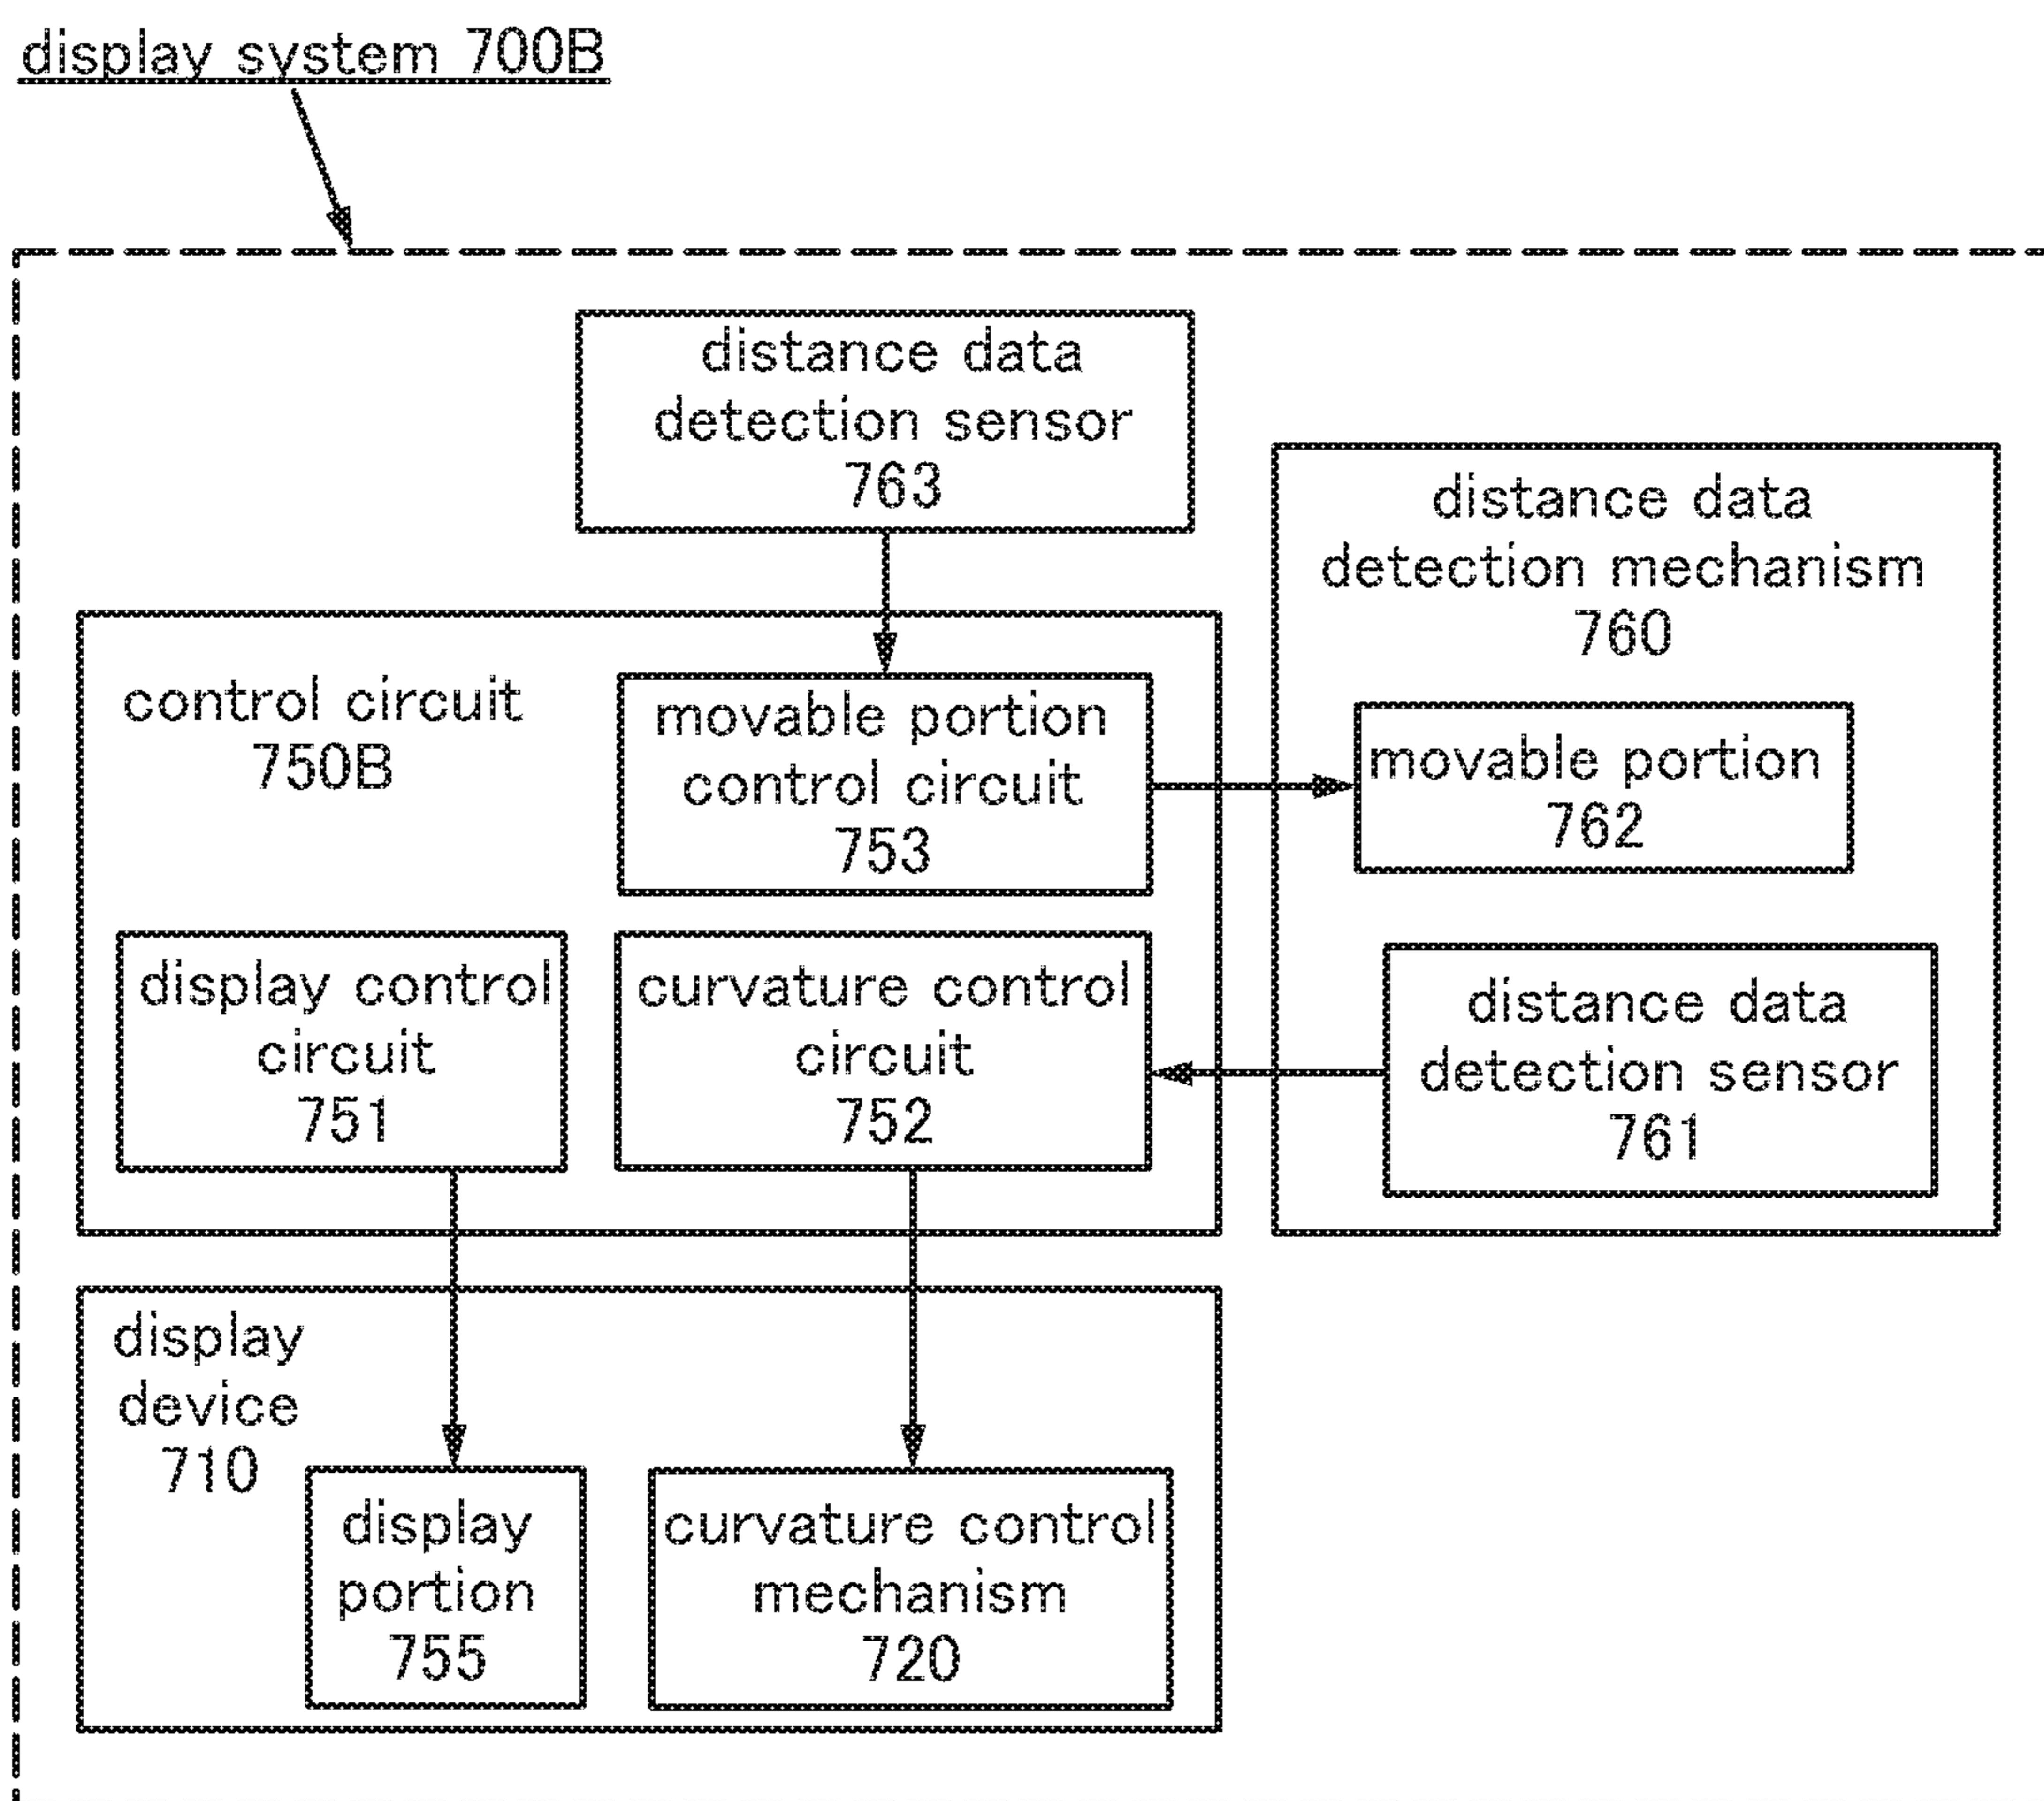 display system 700B
distance data
detection sensor
763
distance data
detection mechanism
760
control circuit
750B
movable portion
control circuit
753
movable portion
762
display control
circuit
751
curvature control
circuit
752
distance data
detection sensor
761
display
device
710
display
portion
755
curvature control
mechanism
720